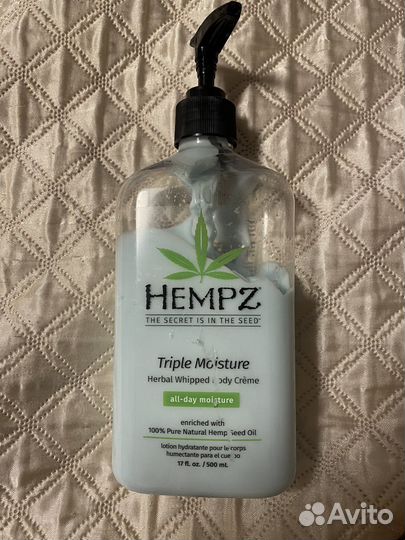 HEMPZ
THE SECRET IS IN THE SEED
Triple Moisture
Herbal Whipped Body Crème
all-day moisture
enriched with
100% Pure Natural Hemp Seed Oil
lotion hydratante pour le corps
humectante para el cuerpo
17 fl. oz. / 500 mL
Avito